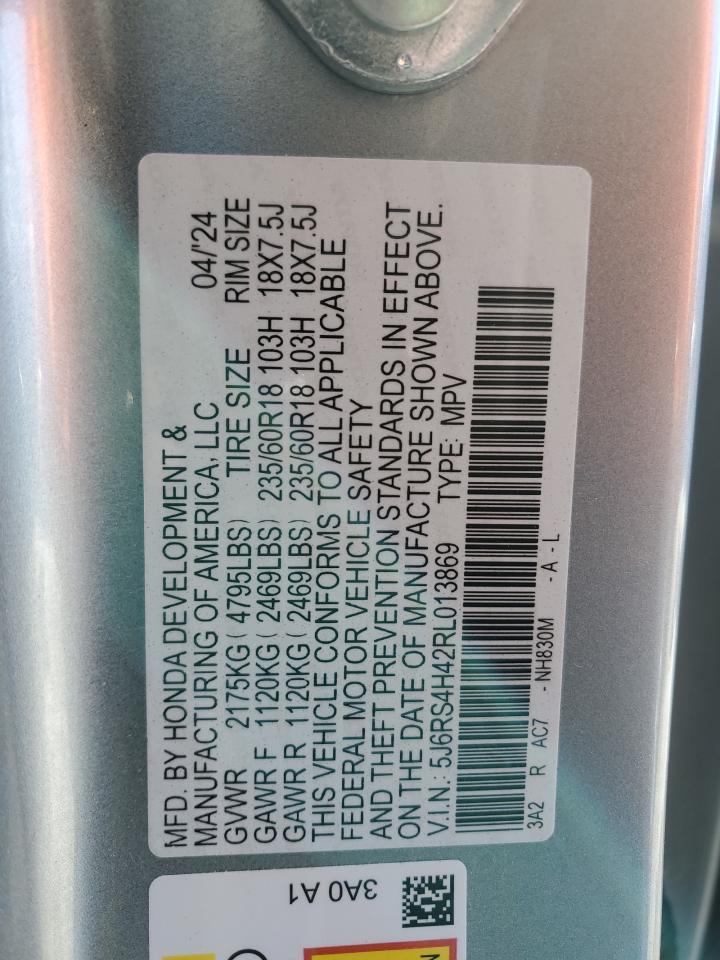 MFD. BY HONDA DEVELOPMENT &
MANUFACTURING OF AMERICA, LLC 04/'24
GVWR 2175KG ( 4795LBS) TIRE SIZE RIM SIZE
GAWR F 1120KG ( 2469LBS) 235/60R18 103H 18X7.5J
GAWR R 1120KG ( 2469LBS) 235/60R18 103H 18X7.5J
THIS VEHICLE CONFORMS TO ALL APPLICABLE
FEDERAL MOTOR VEHICLE SAFETY
AND THEFT PREVENTION STANDARDS IN EFFECT
ON THE DATE OF MANUFACTURE SHOWN ABOVE.
V.I.N.: 5J6RS4H42RL013869 TYPE: MPV
3A2 R AC7 -NH830M -A-L
3A0 A1